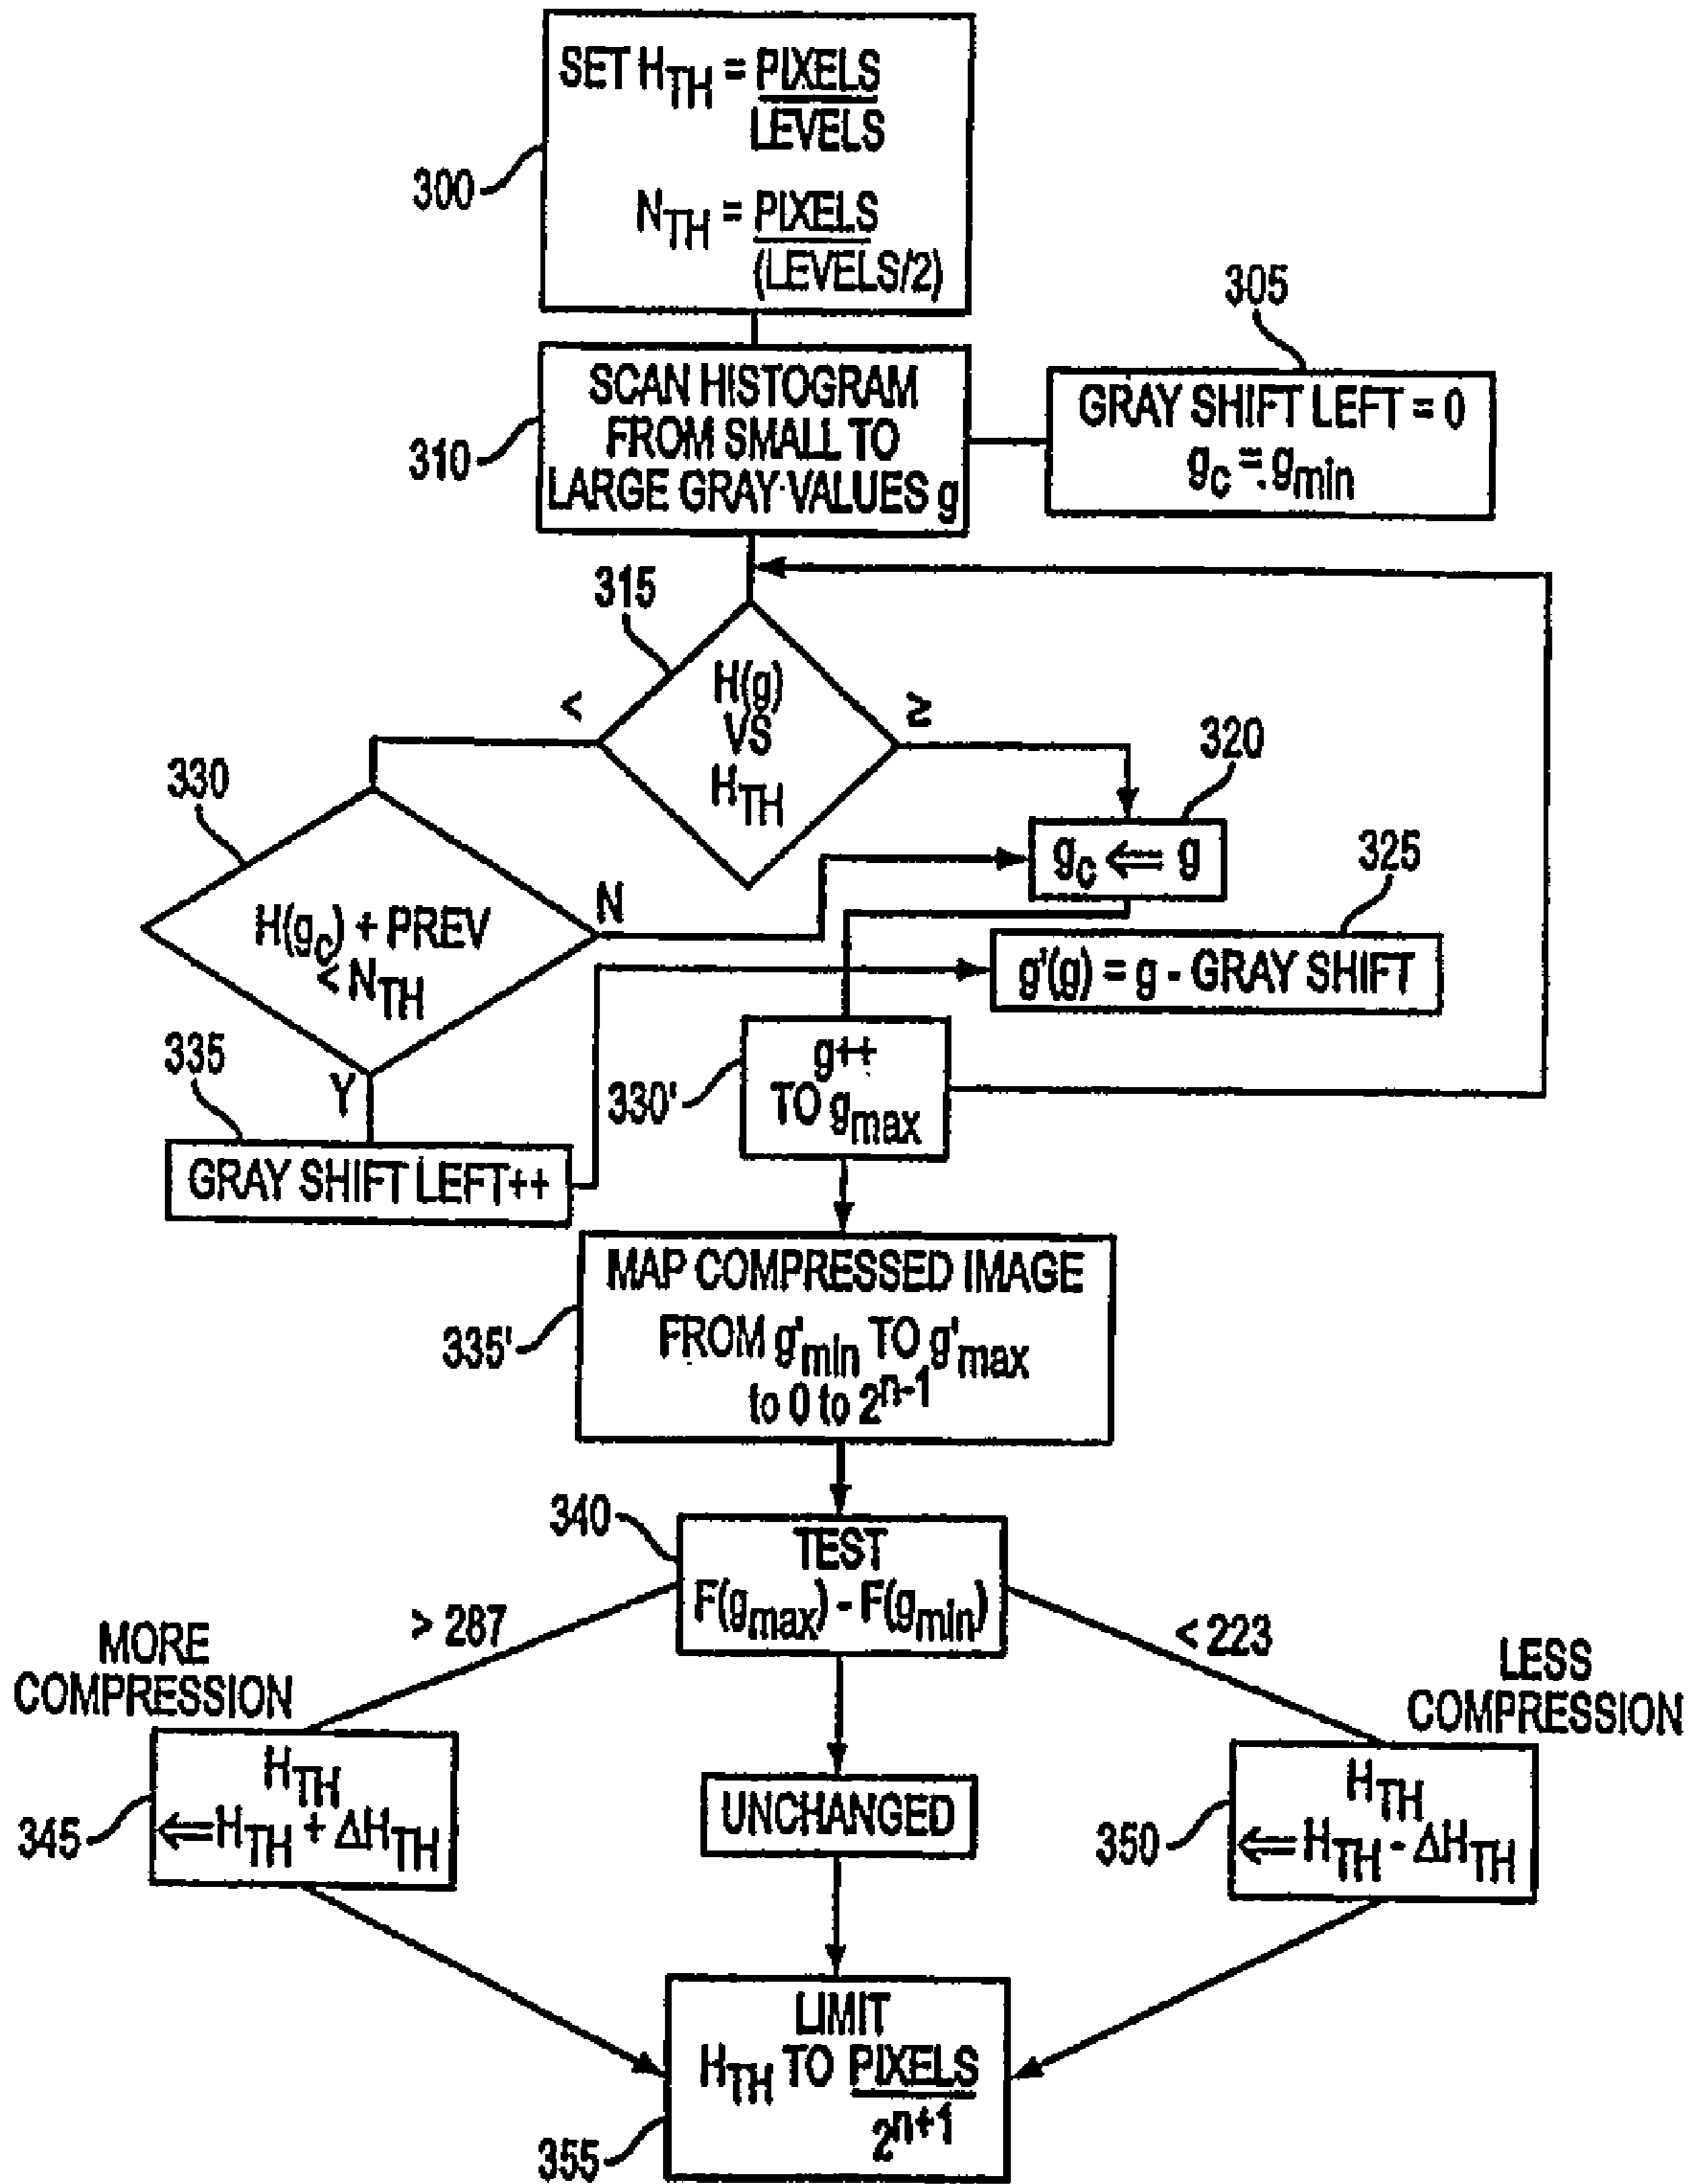 SET H_TH = PIXELS
LEVELS
300
N_TH = PIXELS
(LEVELS/2)
305
SCAN HISTOGRAM
FROM SMALL TO
LARGE GRAY VALUES g
310
GRAY SHIFT LEFT = 0
g_c = g_min
315
H(g)
VS
H_TH
<
≥
320
g_c ⇐ g
330
H(g_c) + PREV
< N_TH
N
Y
325
g'(g) = g - GRAY SHIFT
335
GRAY SHIFT LEFT++
330'
g++
TO g_max
MAP COMPRESSED IMAGE
FROM g'_min TO g'_max
to 0 to 2^n-1
335'
340
TEST
F(g_max) - F(g_min)
> 287
< 223
MORE
COMPRESSION
LESS
COMPRESSION
H_TH
⇐ H_TH + ΔH_TH
345
UNCHANGED
H_TH
⇐ H_TH - ΔH_TH
350
LIMIT
H_TH TO PIXELS
2^n+1
355